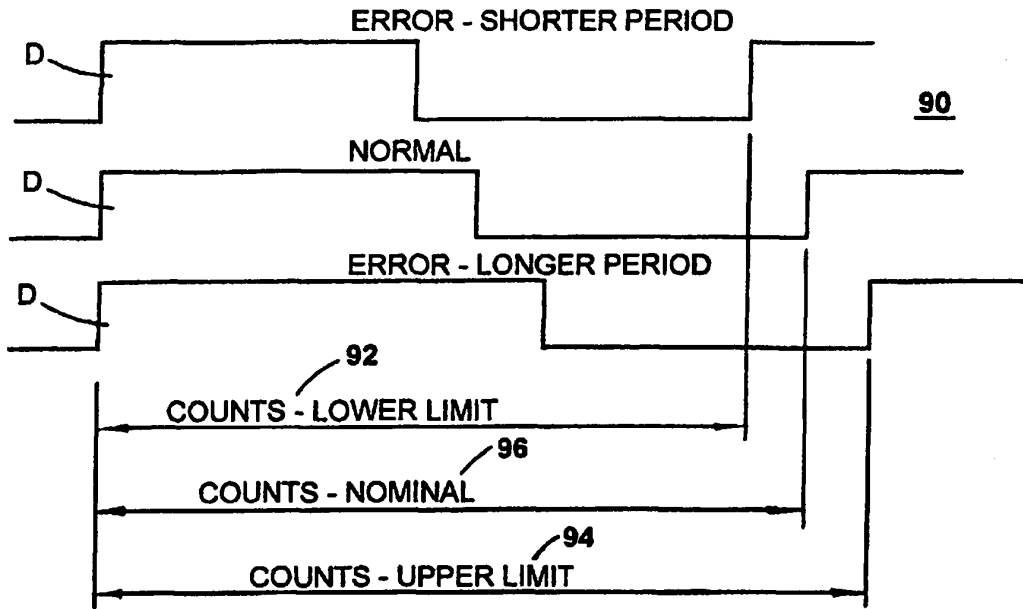 ERROR - SHORTER PERIOD
D
90
NORMAL
D
ERROR - LONGER PERIOD
D
92
COUNTS - LOWER LIMIT
96
COUNTS - NOMINAL
94
COUNTS - UPPER LIMIT